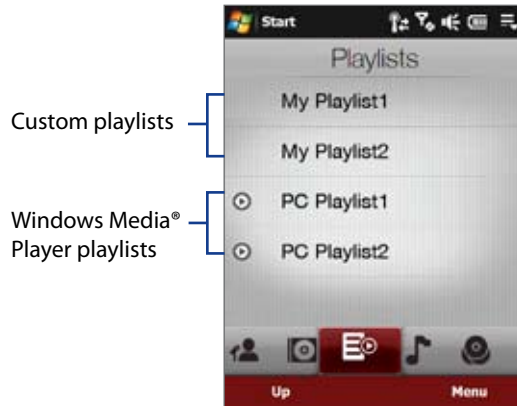 Start
Playlists
Custom playlists
My Playlist1
My Playlist2
Windows Media®
Player playlists
PC Playlist1
PC Playlist2
Up
Menu